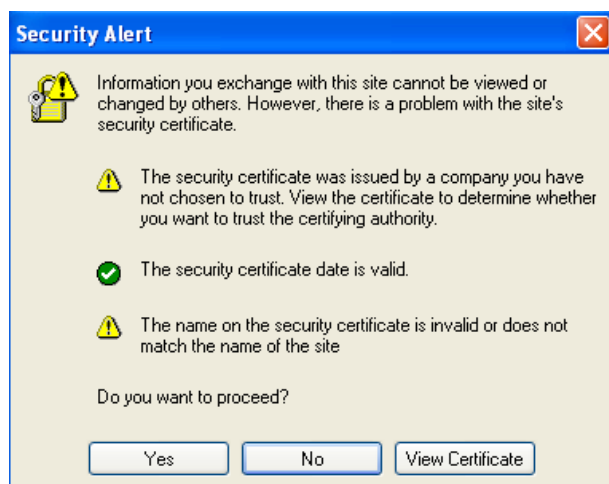 Security Alert
Information you exchange with this site cannot be viewed or
changed by others. However, there is a problem with the site's
security certificate.
The security certificate was issued by a company you have
not chosen to trust. View the certificate to determine whether
you want to trust the certifying authority.
The security certificate date is valid.
The name on the security certificate is invalid or does not
match the name of the site
Do you want to proceed?
Yes
No
View Certificate